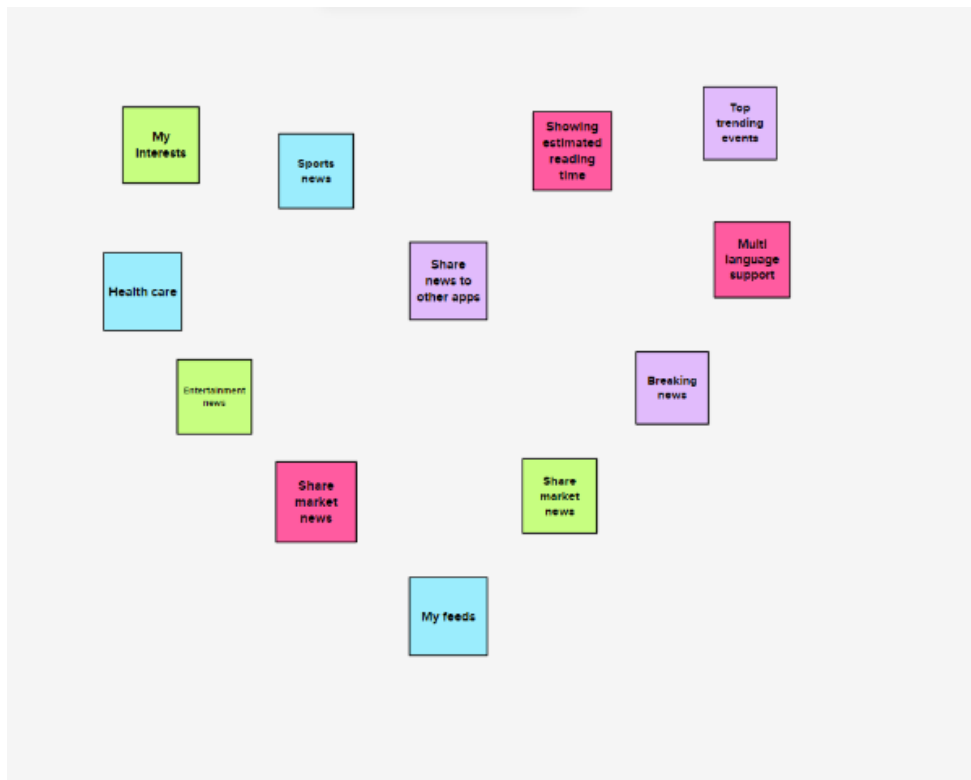 My
Interests
Sports
news
Showing
estimated
reading
time
Top
trending
events
Health care
Share
news to
other apps
Multi
language
support
Entertainment
news
Breaking
news
Share
market
news
Share
market
news
My feeds